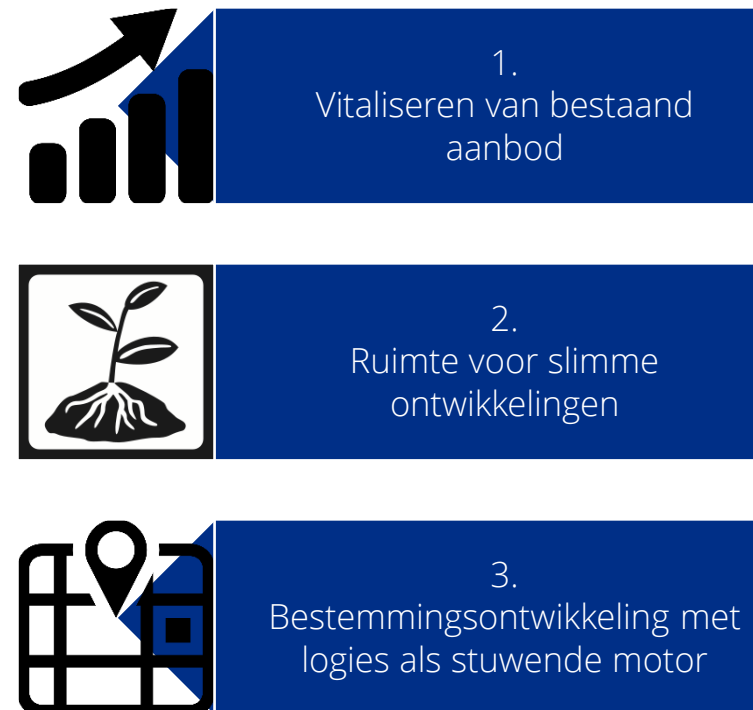 1.
Vitaliseren van bestaand
aanbod
2.
Ruimte voor slimme
ontwikkelingen
3.
Bestemmingsontwikkeling met
logies als stuwende motor